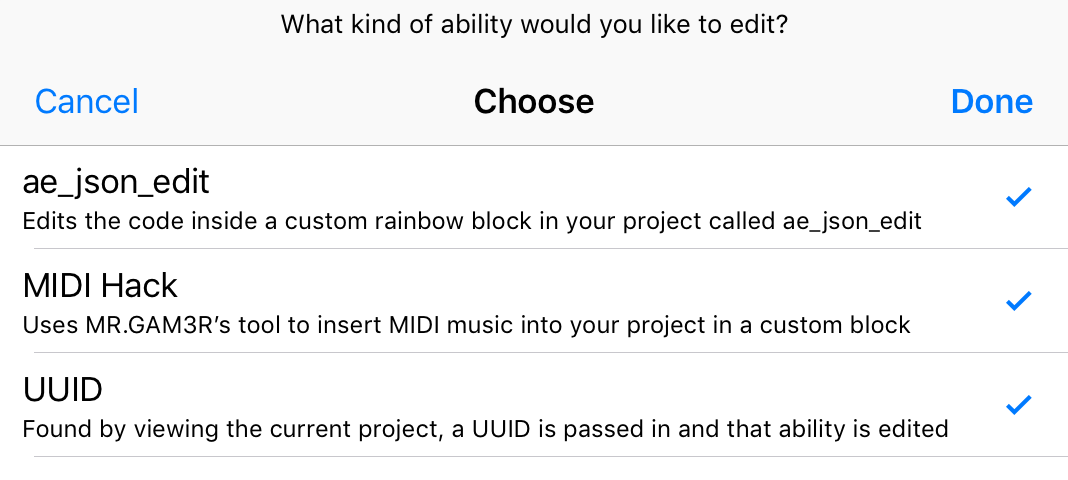 What kind of ability would you like to edit?
Cancel Choose Done
ae_json_edit
Edits the code inside a custom rainbow block in your project called ae_json_edit
MIDI Hack
Uses MR.GAM3R’s tool to insert MIDI music into your project in a custom block
UUID
Found by viewing the current project, a UUID is passed in and that ability is edited